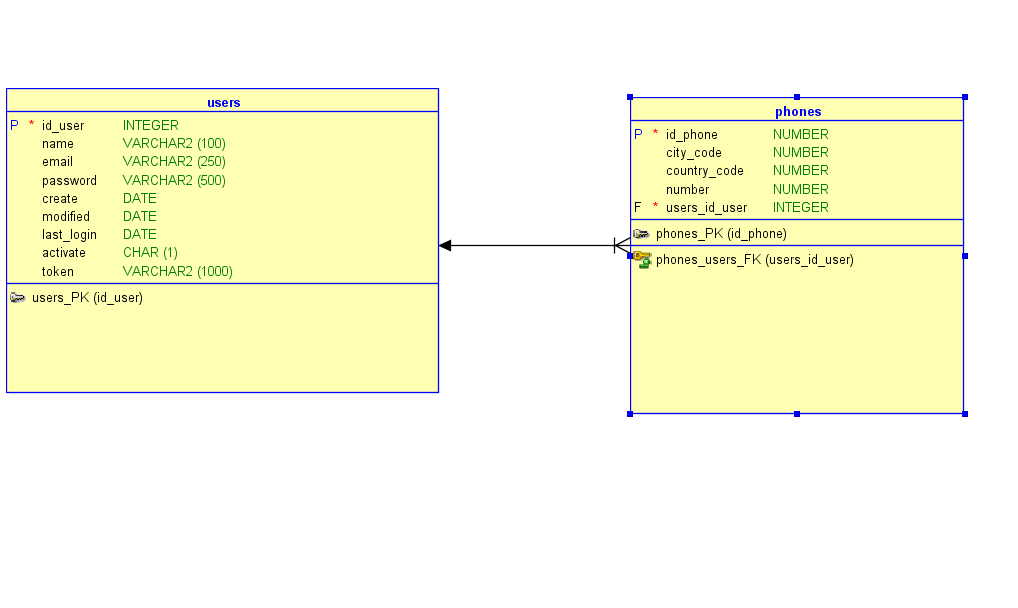 users
P * id_user INTEGER
name VARCHAR2 (100)
email VARCHAR2 (250)
password VARCHAR2 (500)
create DATE
modified DATE
last_login DATE
activate CHAR (1)
token VARCHAR2 (1000)
users_PK (id_user)
phones
P * id_phone NUMBER
city_code NUMBER
country_code NUMBER
number NUMBER
F * users_id_user INTEGER
phones_PK (id_phone)
phones_users_FK (users_id_user)